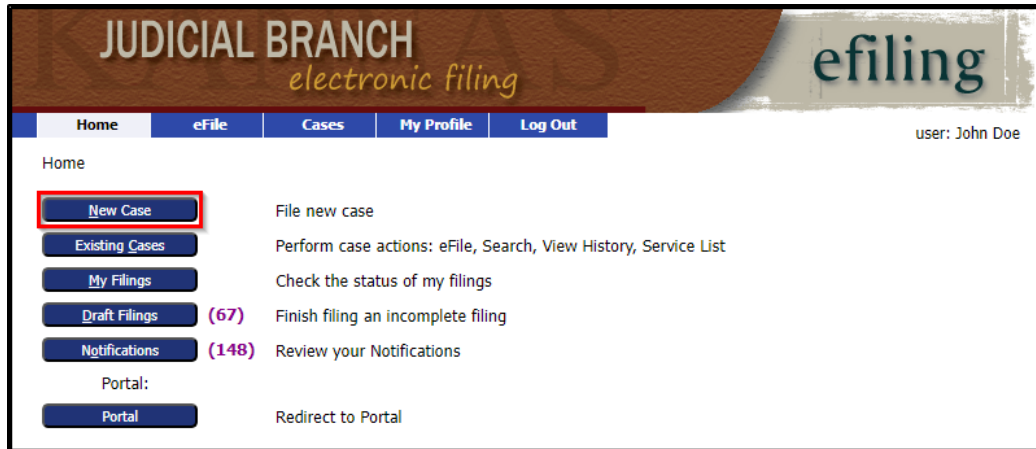 KANSAS
JUDICIAL BRANCH
electronic filing
efiling
Home eFile Cases My Profile Log Out
user: John Doe
Home
New Case File new case
Existing Cases Perform case actions: eFile, Search, View History, Service List
My Filings Check the status of my filings
Draft Filings (67) Finish filing an incomplete filing
Notifications (148) Review your Notifications
Portal:
Portal Redirect to Portal